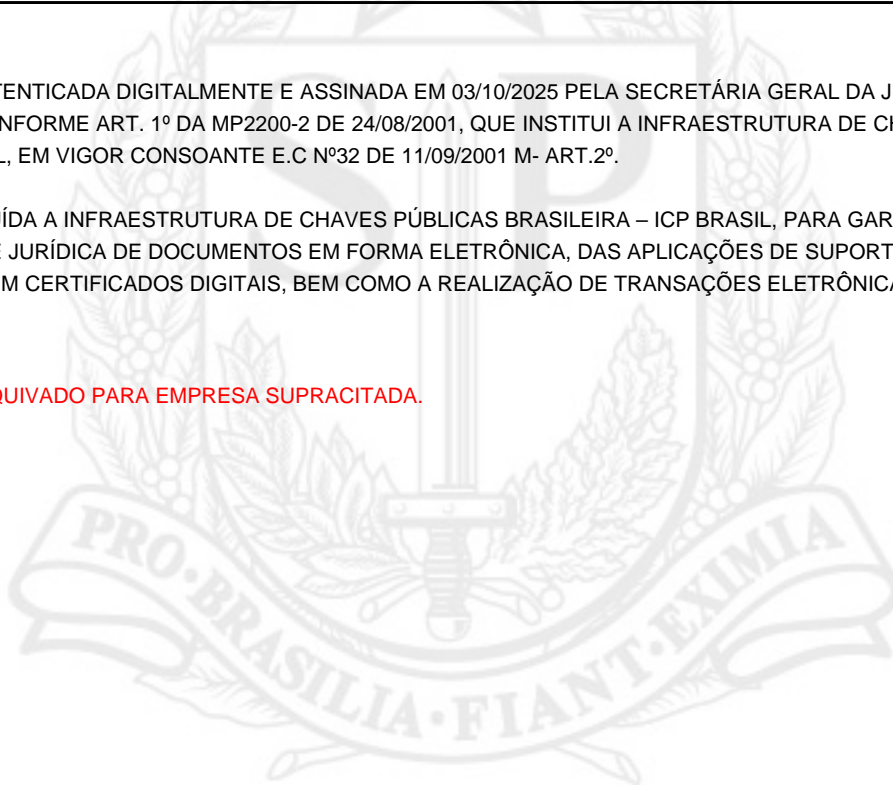 TENTICADA DIGITALMENTE E ASSINADA EM 03/10/2025 PELA SECRETÁRIA GERAL DA J
NFORME ART. 1º DA MP2200-2 DE 24/08/2001, QUE INSTITUI A INFRAESTRUTURA DE CH
L, EM VIGOR CONSOANTE E.C Nº32 DE 11/09/2001 M- ART.2º.
ÍDA A INFRAESTRUTURA DE CHAVES PÚBLICAS BRASILEIRA – ICP BRASIL, PARA GAR
E JURÍDICA DE DOCUMENTOS EM FORMA ELETRÔNICA, DAS APLICAÇÕES DE SUPORT
M CERTIFICADOS DIGITAIS, BEM COMO A REALIZAÇÃO DE TRANSAÇÕES ELETRÔNICA
QUIVADO PARA EMPRESA SUPRACITADA.
SP
PRO·BRASILIA·FIANT·EXIMIA